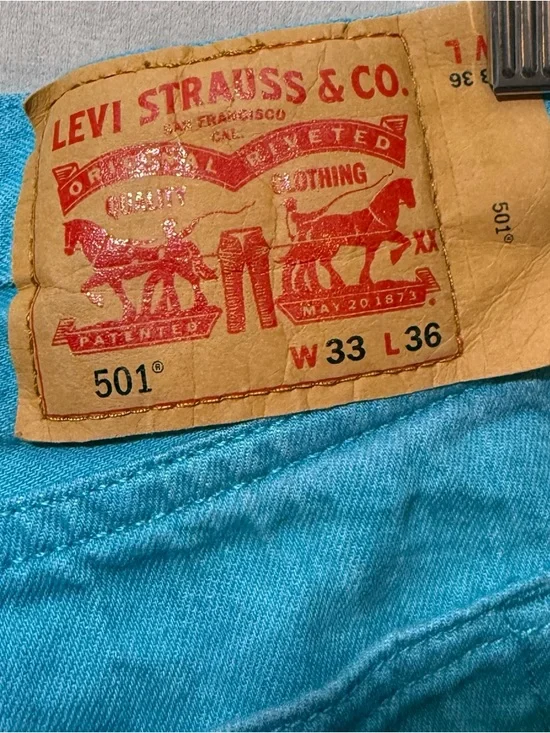 LEVI STRAUSS & CO.
SAN FRANCISCO
CAL.
ORIGINAL RIVETED
QUALITY CLOTHING
XX
PATENTED MAY 20 1873
501® W 33 L 36
W
L 36
501®